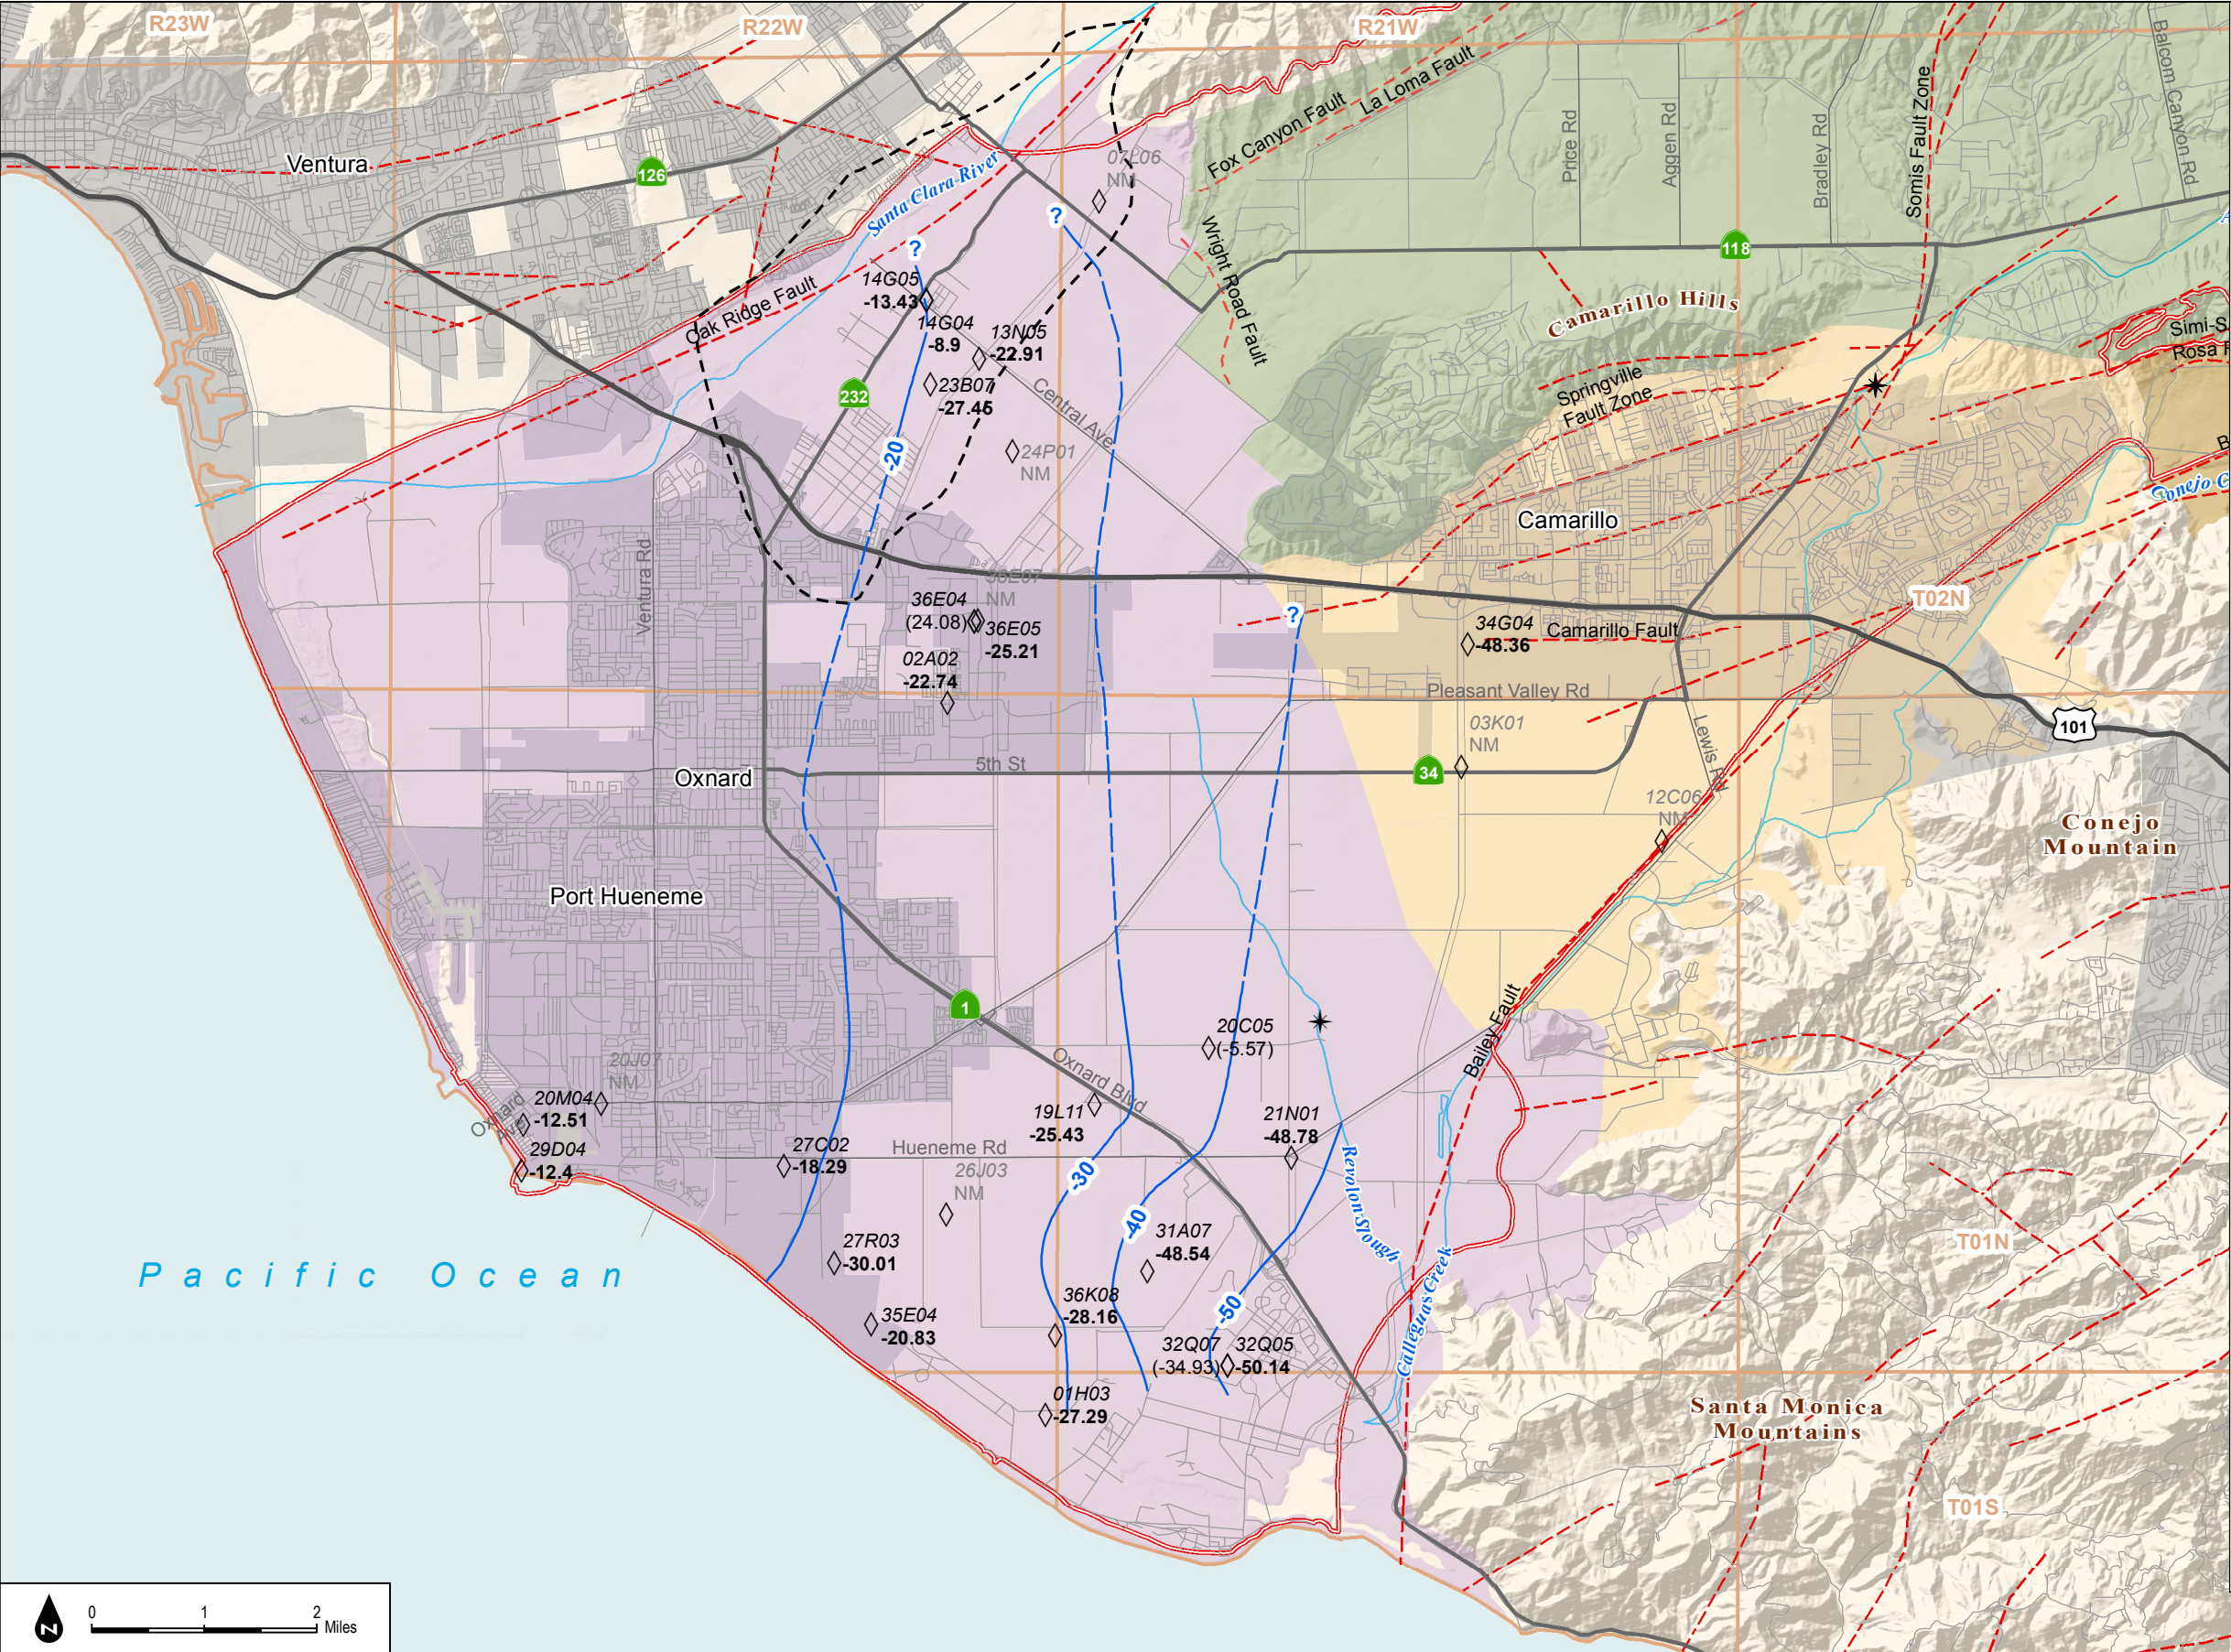 R23W
R22W
R21W
Balcom Canyon Rd
Ventura
126
Santa Clara River
07L06
NM
Fox Canyon Fault
La Loma Fault
Price Rd
Aggen Rd
Bradley Rd
Somis Fault Zone
?
?
Wright Road Fault
118
Camarillo Hills
Oak Ridge Fault
14G05
-13.43
14G04
-8.9
13N05
-22.91
23B07
-27.45
232
Central Ave
Springville
Fault Zone
Simi-S
Rosa F
-20
24P01
NM
Camarillo
B
Conejo C
Ventura Rd
36E07
NM
36E04
(24.08)
36E05
-25.21
02A02
-22.74
?
34G04
-48.36
Camarillo Fault
T02N
Pleasant Valley Rd
101
03K01
NM
Lewis Rd
Oxnard
5th St
34
12C06
NM
Conejo
Mountain
Port Hueneme
1
Oxnard Blvd
20C05
(-5.57)
Bailey Fault
20J07
NM
Oxnard
Ave
20M04
-12.51
29D04
-12.4
19L11
-25.43
21N01
-48.78
27C02
-18.29
Hueneme Rd
26J03
NM
-30
-40
Revolon Slough
Calleguas Creek
T01N
Pacific Ocean
27R03
-30.01
31A07
-48.54
35E04
-20.83
36K08
-28.16
-50
32Q07
(-34.93)
32Q05
-50.14
01H03
-27.29
Santa Monica
Mountains
T01S
N
0 1 2
Miles